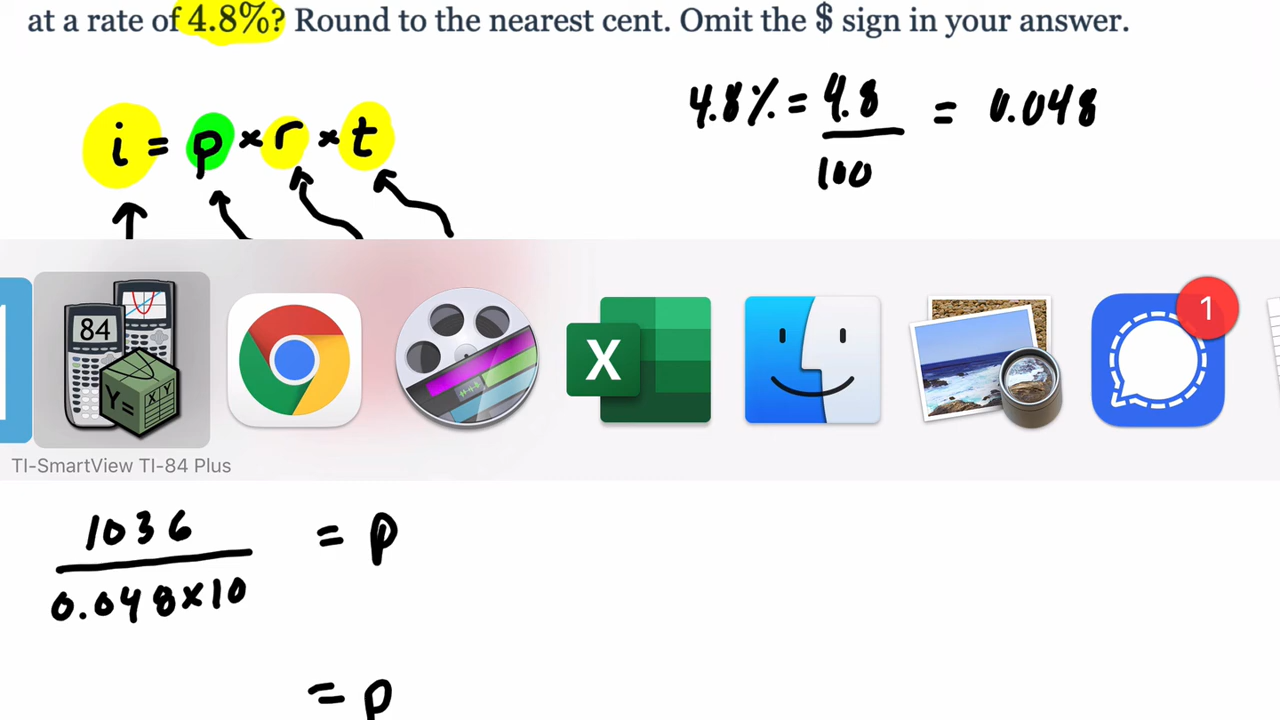 at a rate of 4.8%? Round to the nearest cent. Omit the $ sign in your answer.
4.8% = 4.8 = 0.048
100
i = p × r × t
84
Y= X Y
X
1
TI-SmartView TI-84 Plus
1036 = p
0.048×10
= p